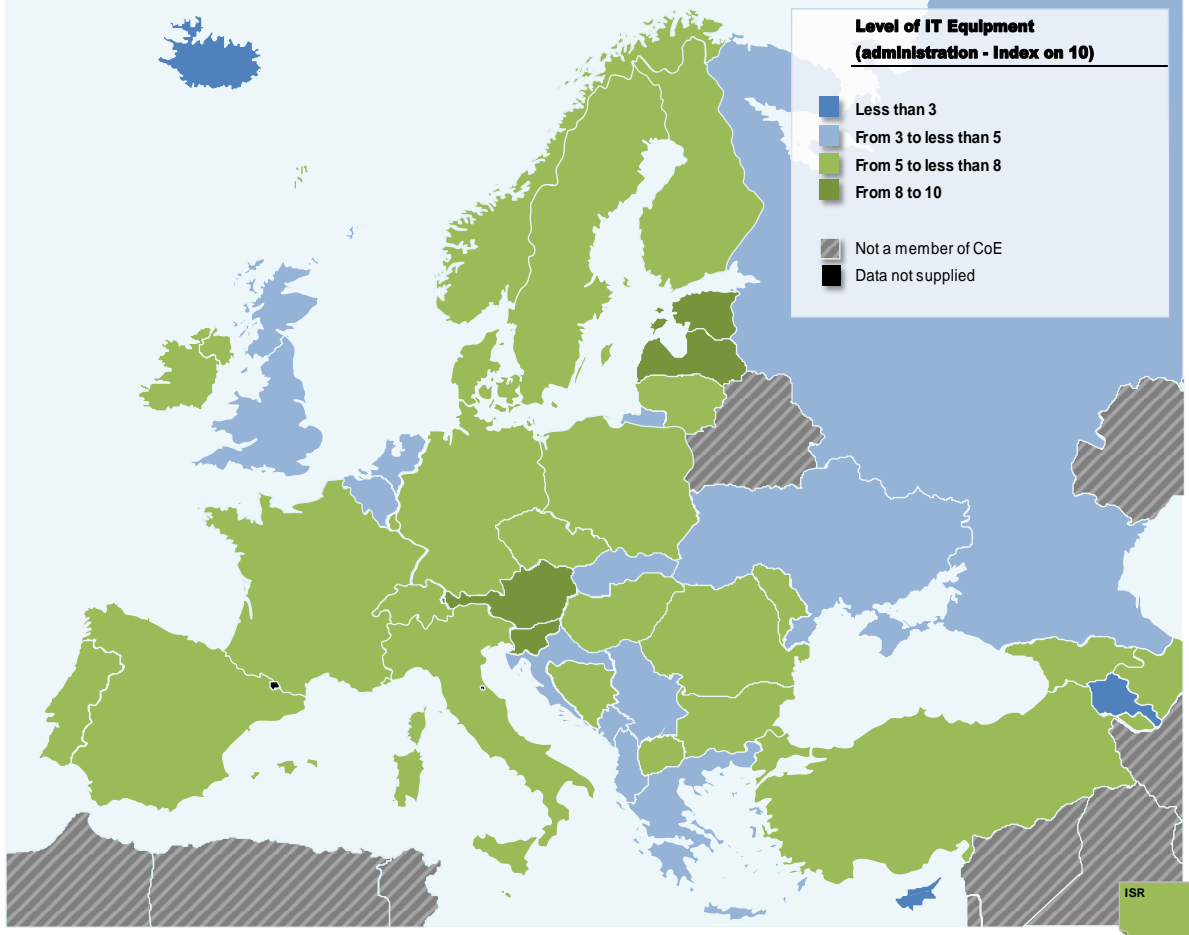 Level of IT Equipment
(administration - Index on 10)
Less than 3
From 3 to less than 5
From 5 to less than 8
From 8 to 10
Not a member of CoE
Data not supplied
ISR